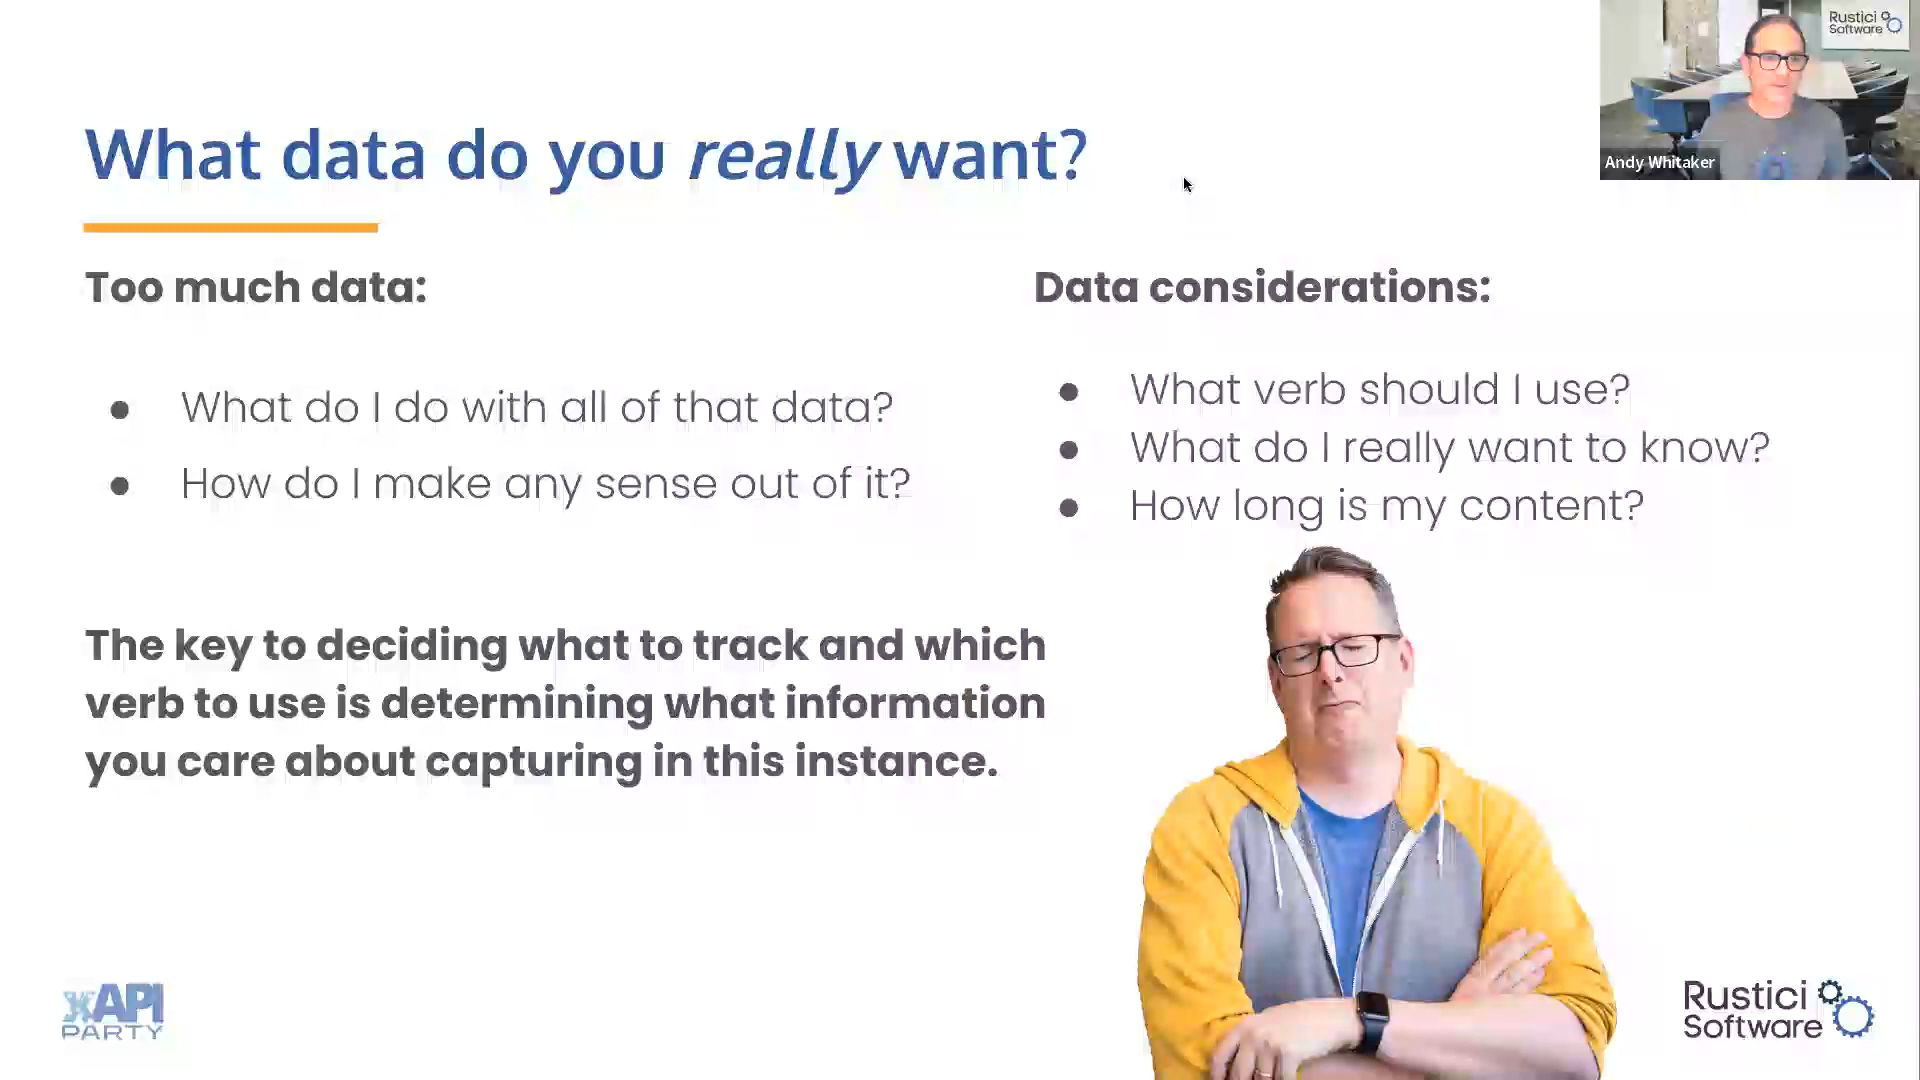 Rustici
Software
Andy Whitaker
What data do you really want?
Too much data:
● What do I do with all of that data?
● How do I make any sense out of it?
Data considerations:
● What verb should I use?
● What do I really want to know?
● How long is my content?
The key to deciding what to track and which
verb to use is determining what information
you care about capturing in this instance.
xAPI
PARTY
Rustici
Software